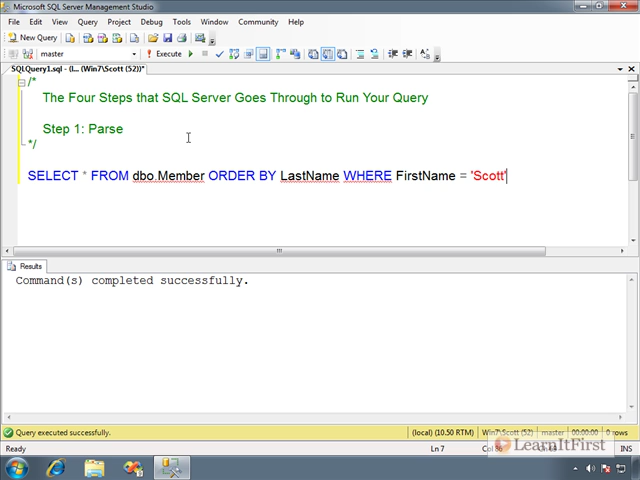 Microsoft SQL Server Management Studio
File Edit View Query Project Debug Tools Window Community Help
New Query
master Execute
SQLQuery1.sql - (l... (Win7\Scott (52))*
/*
The Four Steps that SQL Server Goes Through to Run Your Query
Step 1: Parse
*/
SELECT * FROM dbo.Member ORDER BY LastName WHERE FirstName = 'Scott'
Results
Command(s) completed successfully.
Query executed successfully. (local) (10.50 RTM) Win7\Scott (52) master 00:00:00 0 rows
Ready Ln 7 Col 86 INS
LearnItFirst